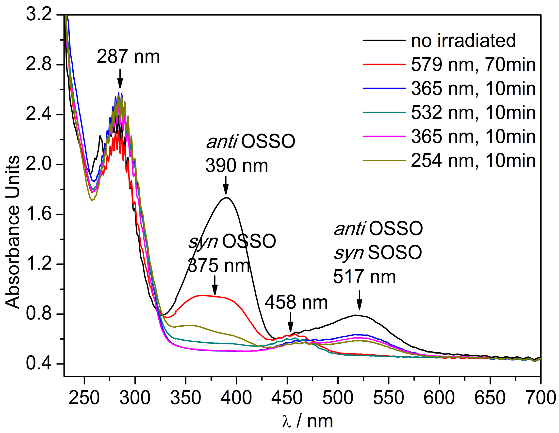 3.2
2.8
2.4
2.0
1.6
1.2
0.8
0.4
Absorbance Units
287 nm
anti OSSO
390 nm
syn OSSO
375 nm
458 nm
anti OSSO
syn SOSO
517 nm
no irradiated
579 nm, 70min
365 nm, 10min
532 nm, 10min
365 nm, 10min
254 nm, 10min
250 300 350 400 450 500 550 600 650 700
λ / nm